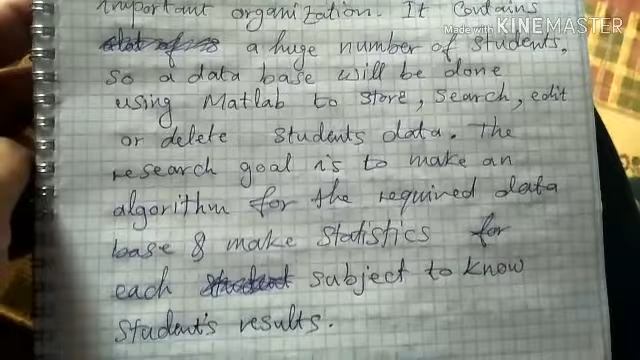 important organization. It contains
a huge number of students,
so a data base will be done
using Matlab to store, search, edit
or delete students data. The
research goal is to make an
algorithm for the required data
base & make statistics for
each subject to know
student's results.
Made with KINEMASTER